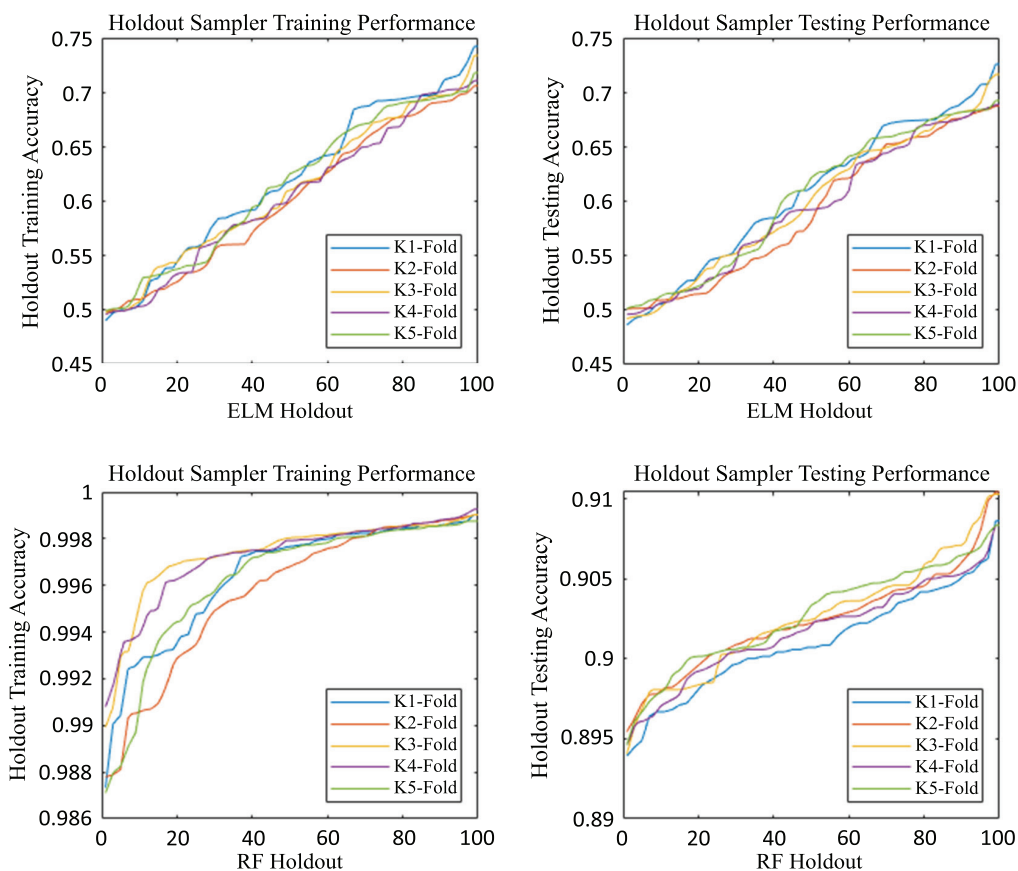 Holdout Sampler Training Performance
Holdout Training Accuracy
0.75
0.7
0.65
0.6
0.55
0.5
0.45
0 20 40 60 80 100
ELM Holdout
K1-Fold
K2-Fold
K3-Fold
K4-Fold
K5-Fold
Holdout Sampler Testing Performance
Holdout Testing Accuracy
0.75
0.7
0.65
0.6
0.55
0.5
0.45
0 20 40 60 80 100
ELM Holdout
K1-Fold
K2-Fold
K3-Fold
K4-Fold
K5-Fold
Holdout Sampler Training Performance
Holdout Training Accuracy
1
0.998
0.996
0.994
0.992
0.99
0.988
0.986
0 20 40 60 80 100
RF Holdout
K1-Fold
K2-Fold
K3-Fold
K4-Fold
K5-Fold
Holdout Sampler Testing Performance
Holdout Testing Accuracy
0.91
0.905
0.9
0.895
0.89
0 20 40 60 80 100
RF Holdout
K1-Fold
K2-Fold
K3-Fold
K4-Fold
K5-Fold